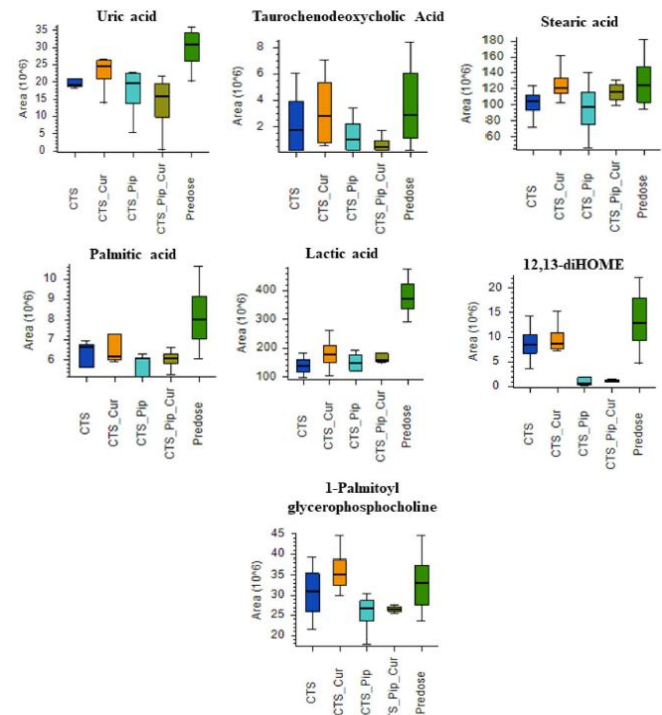 Uric acid
Area (10^6)
35
30
25
20
15
10
5
0
CTS
CTS_Cur
CTS_Pip
CTS_Pip_Cur
Predose
Taurochenodeoxycholic Acid
Area (10^6)
8
6
4
2
CTS
CTS_Cur
CTS_Pip
CTS_Pip_Cur
Predose
Stearic acid
Area (10^6)
180
160
140
120
100
80
60
CTS
CTS_Cur
CTS_Pip
CTS_Pip_Cur
Predose
Palmitic acid
Area (10^6)
10
9
8
7
6
CTS
CTS_Cur
CTS_Pip
CTS_Pip_Cur
Predose
Lactic acid
Area (10^6)
400
300
200
100
CTS
CTS_Cur
CTS_Pip
CTS_Pip_Cur
Predose
12,13-diHOME
Area (10^6)
20
15
10
5
0
CTS
CTS_Cur
CTS_Pip
CTS_Pip_Cur
Predose
1-Palmitoyl
glycerophosphocholine
Area (10^6)
45
40
35
30
25
20
CTS
CTS_Cur
CTS_Pip
CTS_Pip_Cur
Predose